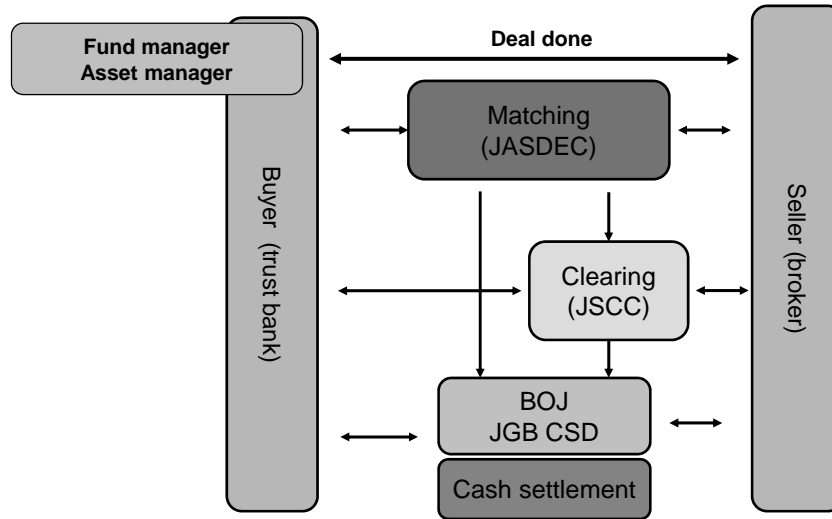 Fund manager
Asset manager
Deal done
Matching
(JASDEC)
Buyer (trust bank)
Seller (broker)
Clearing
(JSCC)
BOJ
JGB CSD
Cash settlement